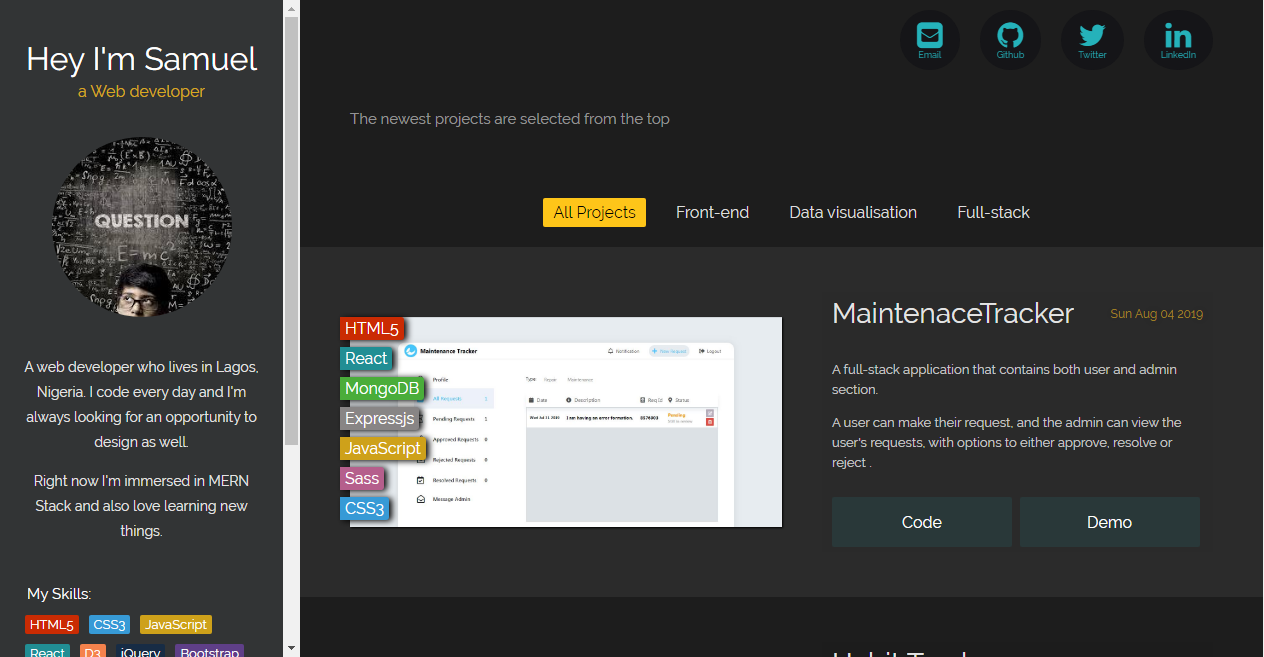 Hey I'm Samuel
a Web developer
QUESTION
E=mc²
A web developer who lives in Lagos,
Nigeria. I code every day and I'm
always looking for an opportunity to
design as well.
Right now I'm immersed in MERN
Stack and also love learning new
things.
My Skills:
HTML5 CSS3 JavaScript
React D3 jQuery Bootstrap
Email Github Twitter LinkedIn
The newest projects are selected from the top
All Projects Front-end Data visualisation Full-stack
HTML5
React
MongoDB
Expressjs
JavaScript
Sass
CSS3
Maintenance Tracker Notification New Request Logout
Profile Type Repair Maintenance
All Requests 1 Date Description Req Id Status
Pending Requests 1 Wed Jul 31 2019 I am having an error formation. Pending
Approved Requests 0
Rejected Requests 0
Resolved Requests 0
Message Admin
MaintenaceTracker Sun Aug 04 2019
A full-stack application that contains both user and admin
section.
A user can make their request, and the admin can view the
user's requests, with options to either approve, resolve or
reject .
Code Demo